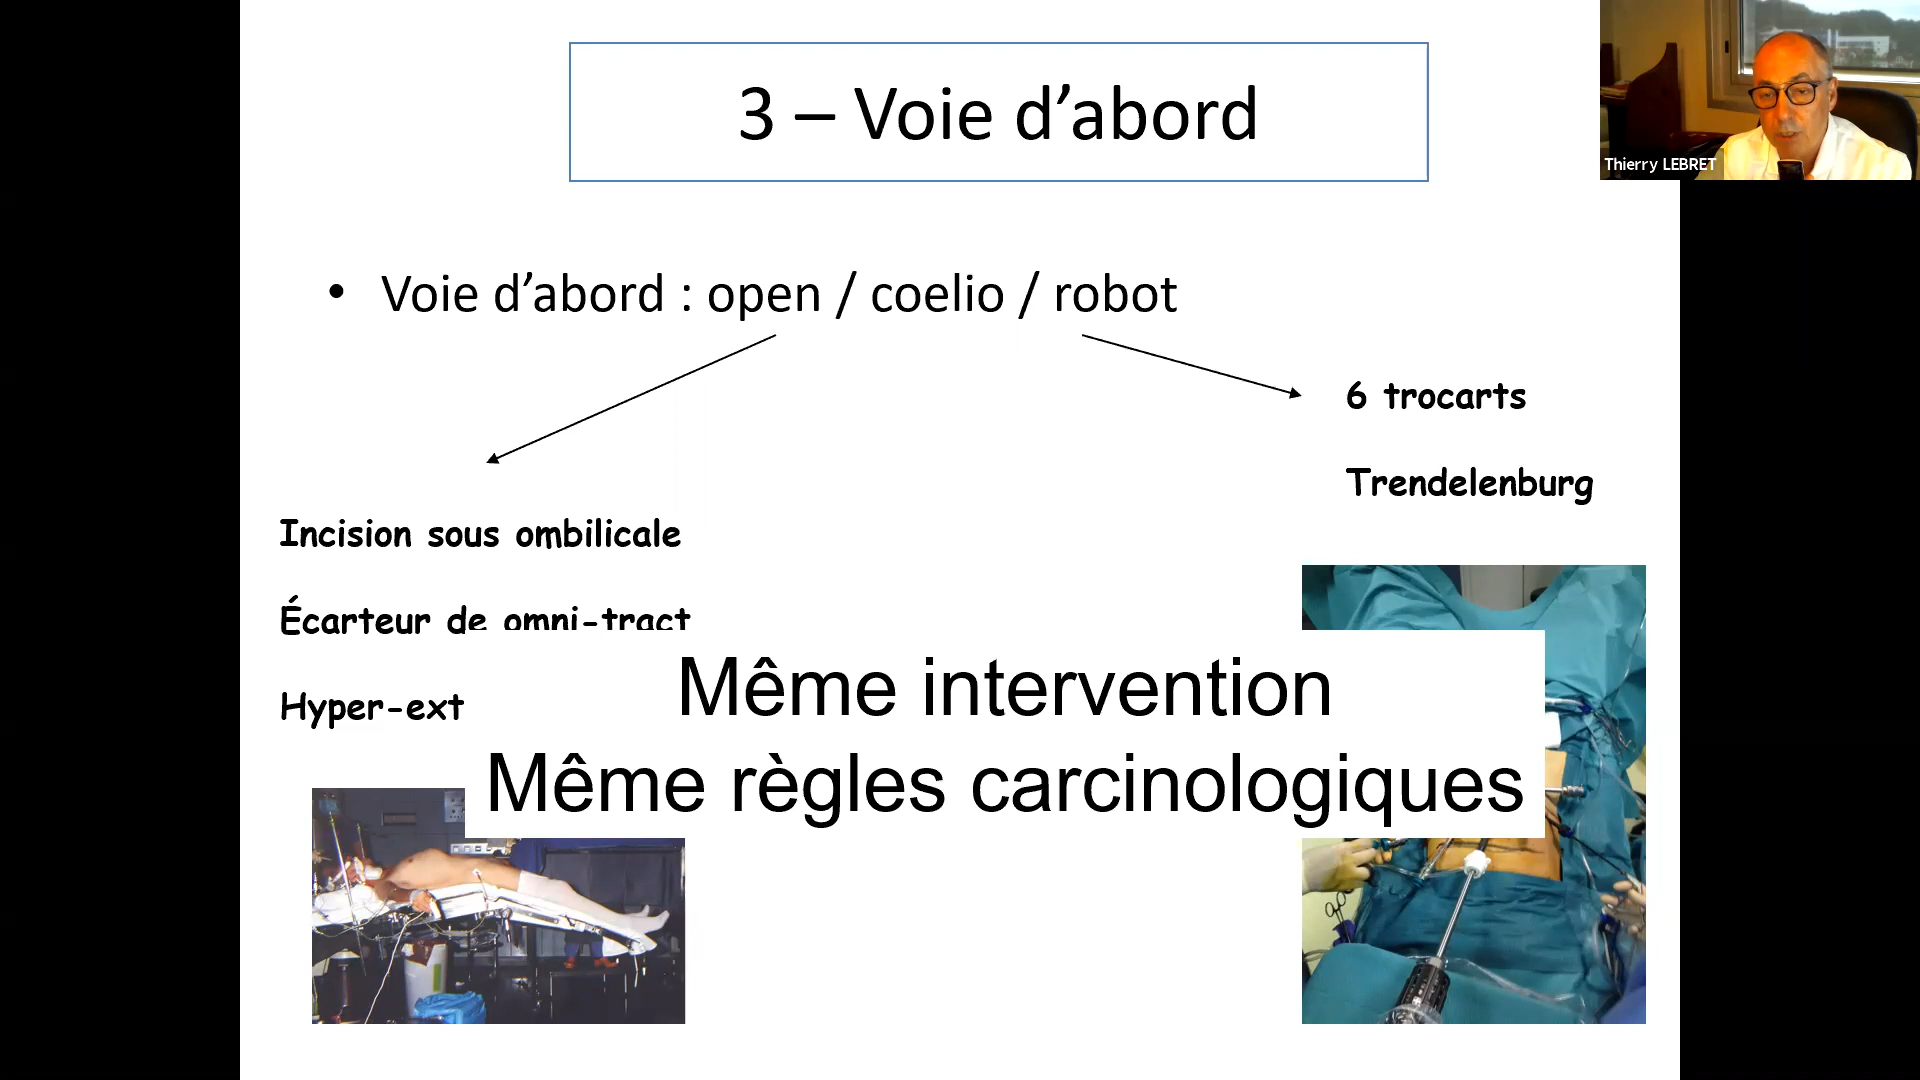 3 – Voie d’abord
Thierry LEBRET
• Voie d’abord : open / coelio / robot
6 trocarts
Trendelenburg
Incision sous ombilicale
Écarteur de omni-tract
Hyper-ext
Même intervention
Même règles carcinologiques